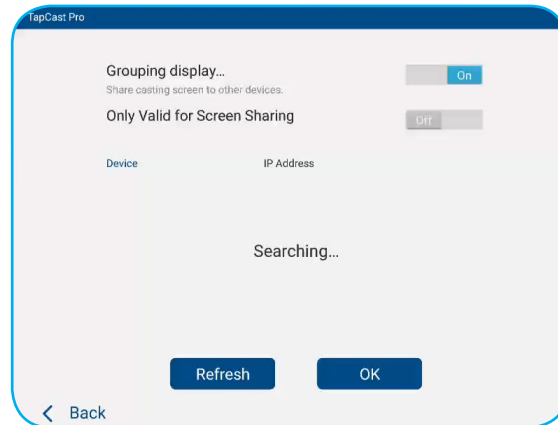 TapCast Pro
Grouping display... On
Share casting screen to other devices.
Only Valid for Screen Sharing Off
Device IP Address
Searching...
Refresh OK
Back